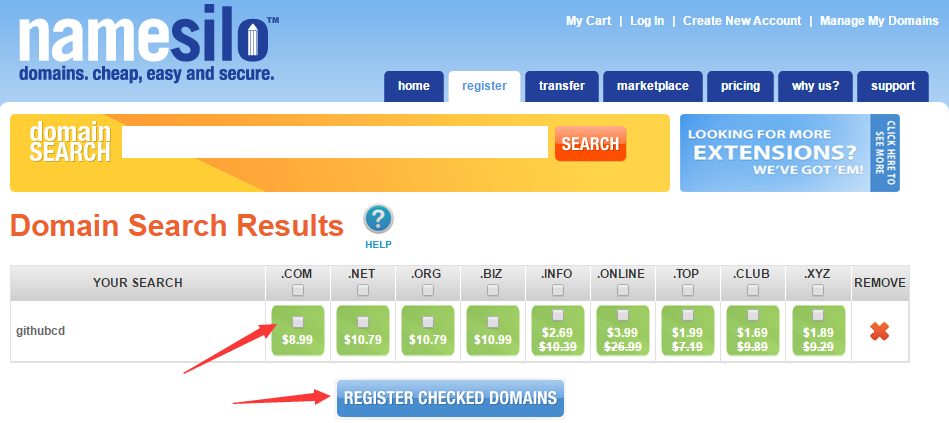 namesilo™
domains. cheap, easy and secure.
My Cart | Log In | Create New Account | Manage My Domains
home register transfer marketplace pricing why us? support
domain
SEARCH
SEARCH
LOOKING FOR MORE
EXTENSIONS?
WE'VE GOT 'EM!
CLICK HERE TO
SEE MORE
Domain Search Results
?
HELP
YOUR SEARCH .COM .NET .ORG .BIZ .INFO .ONLINE .TOP .CLUB .XYZ REMOVE
githubcd $8.99 $10.79 $10.79 $10.99 $2.69 $3.99 $1.99 $1.69 $1.89
$10.39 $26.99 $7.19 $9.89 $9.29
REGISTER CHECKED DOMAINS